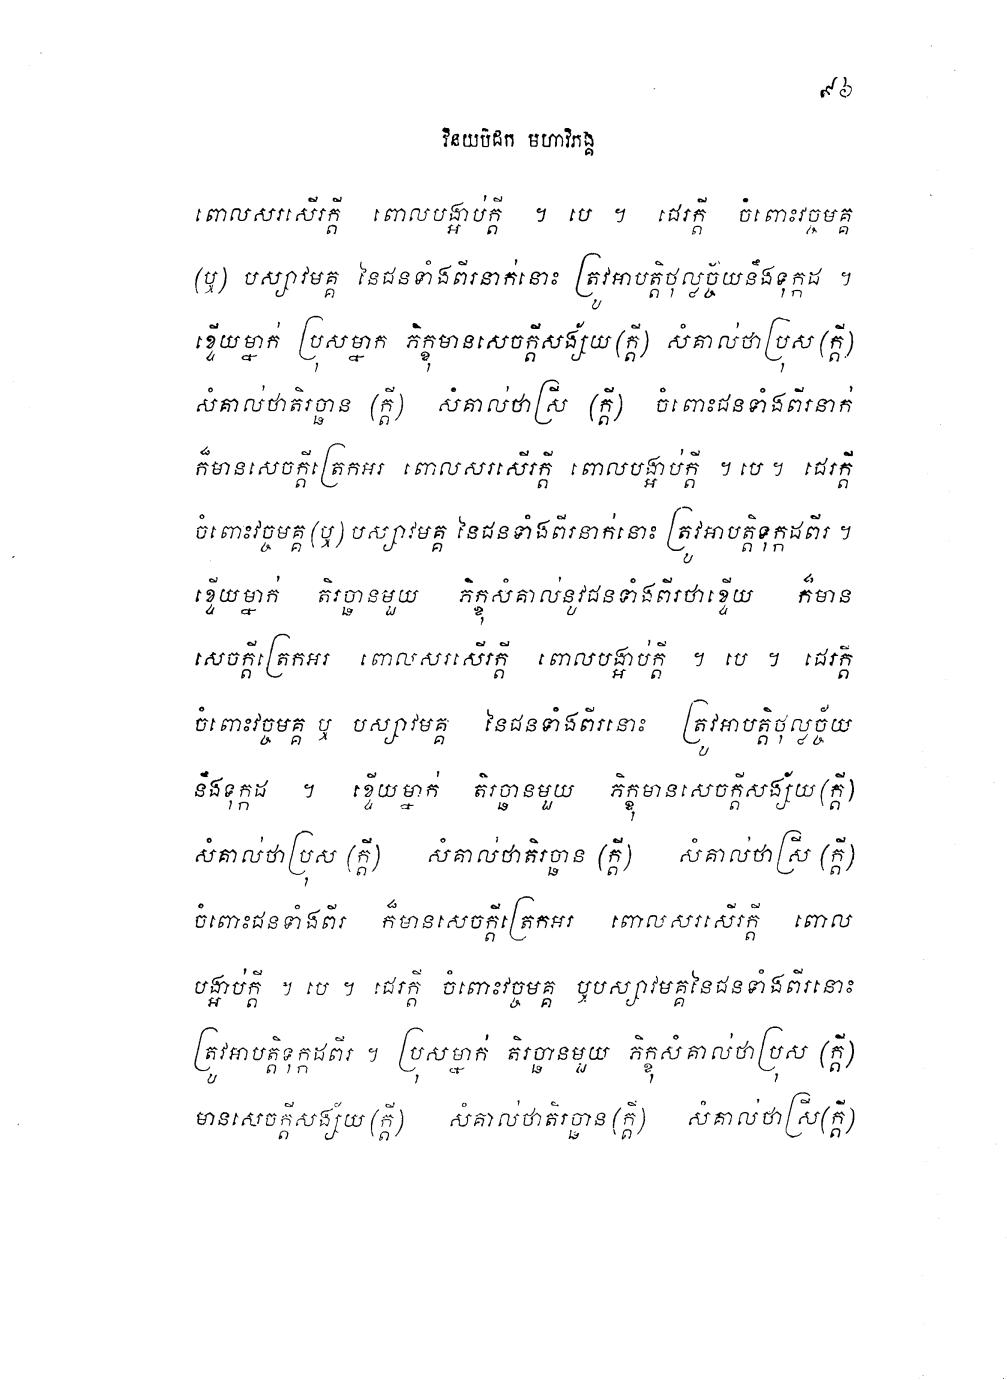 ៩៦
វិនយបិដក មហាវិភង្គ
ពោលសរសើរក្តី ពោលបង្អាប់ក្តី ។ បេ ។ ដេរក្តី ចំពោះវច្ចមគ្គ
(ឬ) បស្សាវមគ្គ នៃជនទាំងពីរនាក់នោះ ត្រូវអាបត្តិថុល្លច្ច័យនឹងទុក្កដ ។
ខ្ទើយម្នាក់ ប្រុសម្នាក ភិក្ខុមានសេចក្តីសង្ស័យ(ក្តី) សំគាល់ថាប្រុស (ក្តី)
សំគាល់ថាតិរច្ឆាន (ក្តី) សំគាល់ថាស្រី (ក្តី) ចំពោះជនទាំងពីរនាក់
ក៏មានសេចក្តីត្រេកអរ ពោលសរសើរក្តី ពោលបង្អាប់ក្តី ។ បេ ។ ដេរក្តី
ចំពោះវច្ចមគ្គ (ឬ) បស្សាវមគ្គ នៃជនទាំងពីរនាក់នោះ ត្រូវអាបត្តិទុក្កដពីរ ។
ខ្ទើយម្នាក់ តិរច្ឆានមួយ ភិក្ខុសំគាល់នូវជនទាំងពីរថាខ្ទើយ ក៏មាន
សេចក្តីត្រេកអរ ពោលសរសើរក្តី ពោលបង្អាប់ក្តី ។ បេ ។ ដេរក្តី
ចំពោះវច្ចមគ្គ ឬ បស្សាវមគ្គ នៃជនទាំងពីរនោះ ត្រូវអាបត្តិថុល្លច្ច័យ
នឹងទុក្កដ ។ ខ្ទើយម្នាក់ តិរច្ឆានមួយ ភិក្ខុមានសេចក្តីសង្ស័យ (ក្តី)
សំគាល់ថាប្រុស (ក្តី) សំគាល់ថាតិរច្ឆាន (ក្តី) សំគាល់ថាស្រី (ក្តី)
ចំពោះជនទាំងពីរ ក៏មានសេចក្តីត្រេកអរ ពោលសរសើរក្តី ពោល
បង្អាប់ក្តី ។ បេ ។ ដេរក្តី ចំពោះវច្ចមគ្គ ឬបស្សាវមគ្គនៃជនទាំងពីរនោះ
ត្រូវអាបត្តិទុក្កដពីរ ។ ប្រុសម្នាក់ តិរច្ឆានមួយ ភិក្ខុសំគាល់ថាប្រុស (ក្តី)
មានសេចក្តីសង្ស័យ (ក្តី) សំគាល់ថាតិរច្ឆាន (ក្តី) សំគាល់ថាស្រី(ក្តី)